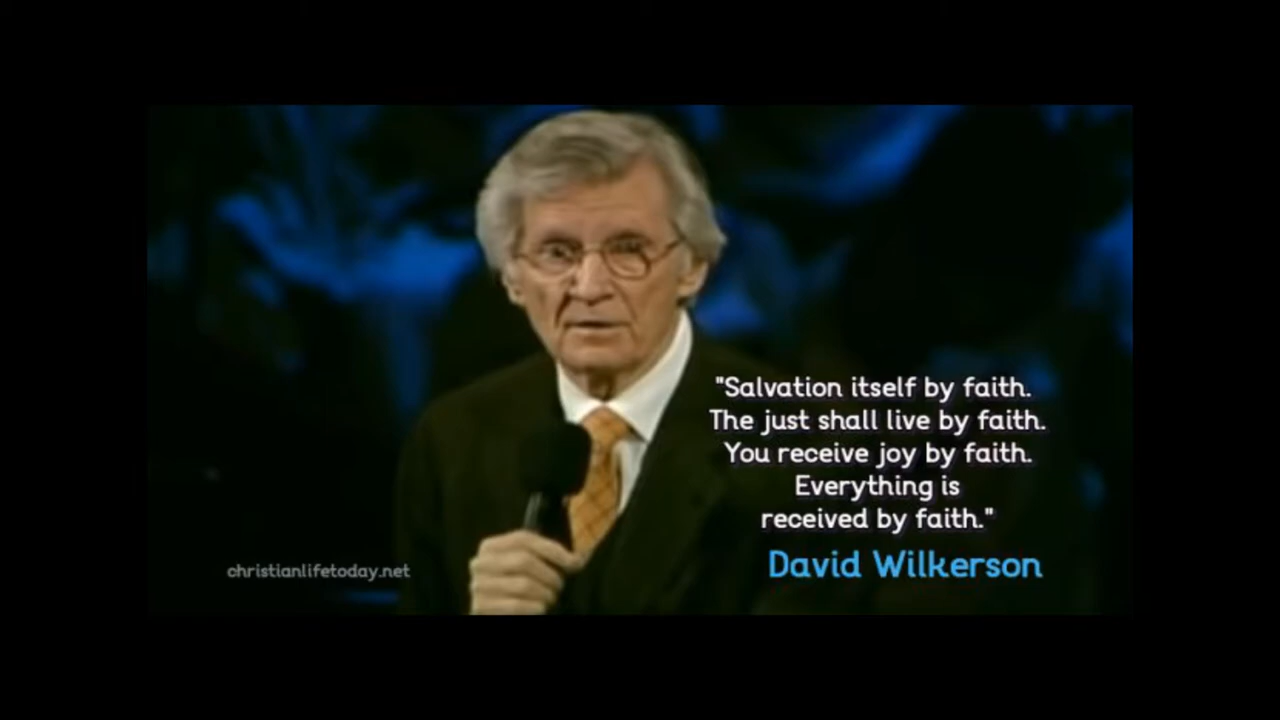 "Salvation itself by faith.
The just shall live by faith.
You receive joy by faith.
Everything is
received by faith."
David Wilkerson
christianlifetoday.net